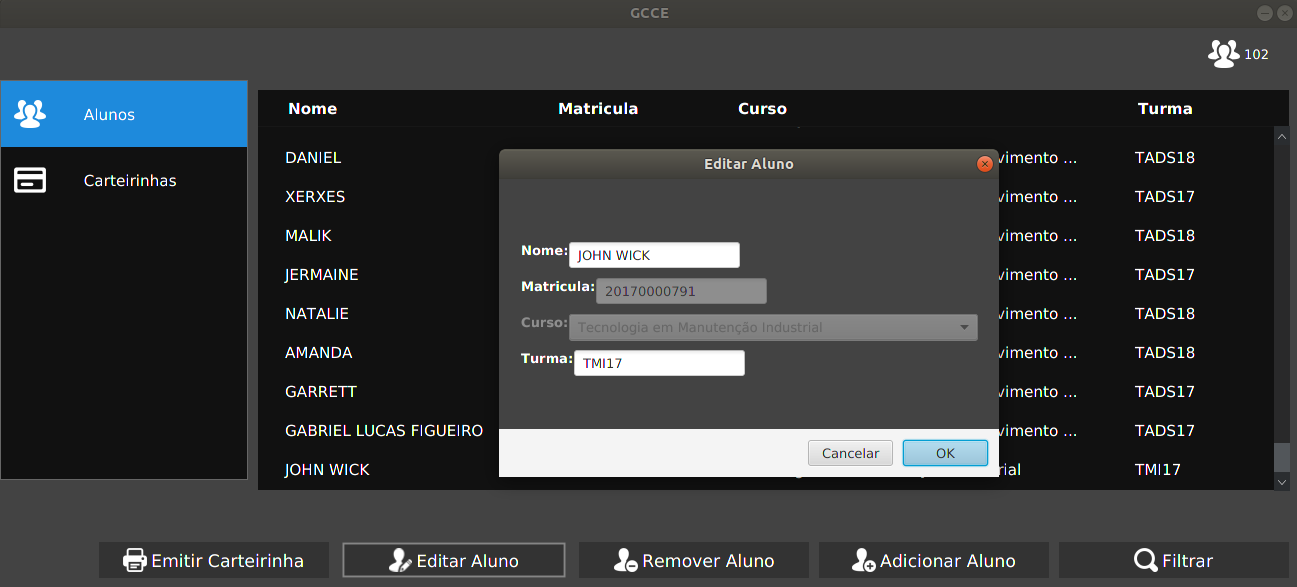 GCCE
102
Alunos
Carteirinhas
Nome Matricula Curso Turma
DANIEL vimento ... TADS18
XERXES vimento ... TADS17
MALIK vimento ... TADS18
JERMAINE vimento ... TADS17
NATALIE vimento ... TADS18
AMANDA vimento ... TADS18
GARRETT vimento ... TADS17
GABRIEL LUCAS FIGUEIRO vimento ... TADS17
JOHN WICK rial TMI17
Editar Aluno
Nome: JOHN WICK
Matricula: 20170000791
Curso: Tecnologia em Manutenção Industrial
Turma: TMI17
Cancelar OK
Emitir Carteirinha Editar Aluno Remover Aluno Adicionar Aluno Filtrar